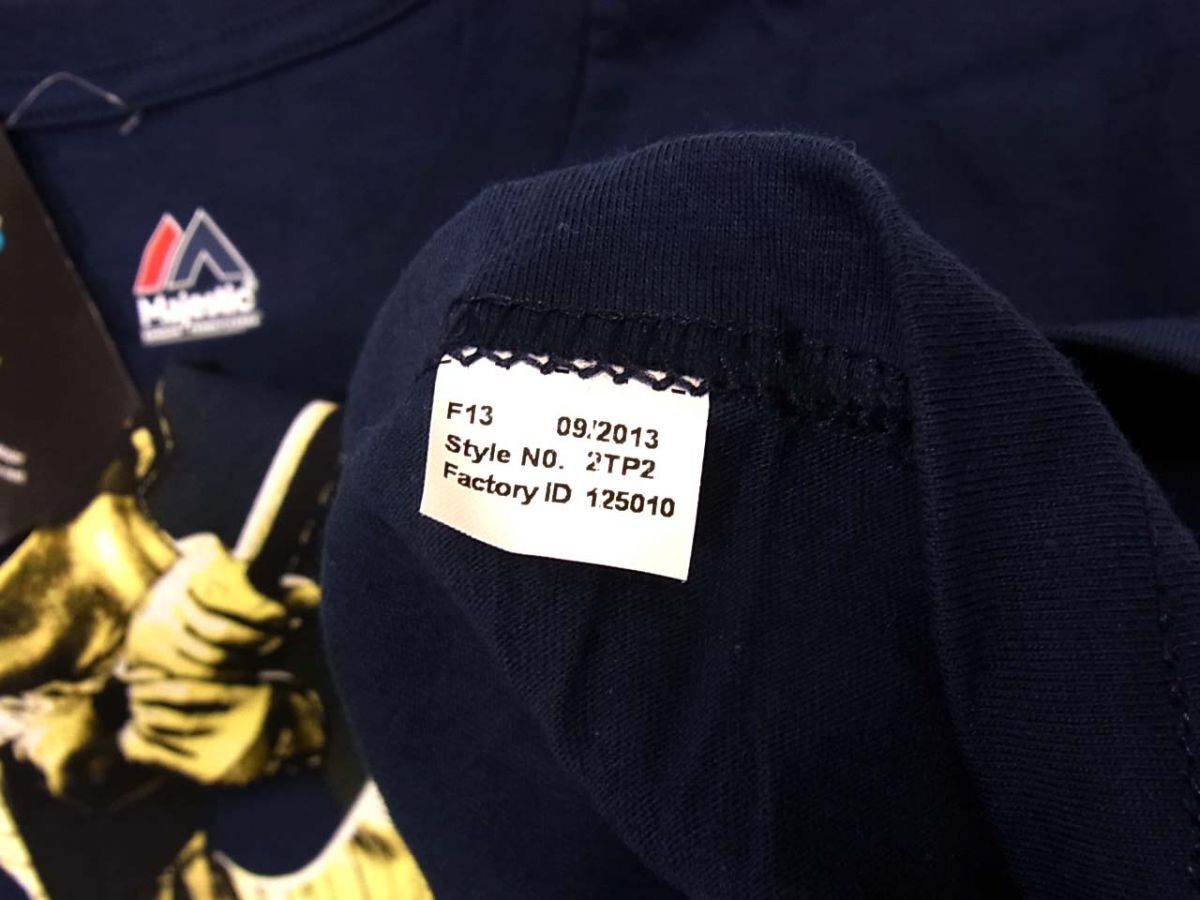 Majestic
F13 09/2013
Style N0. 2TP2
Factory ID 125010